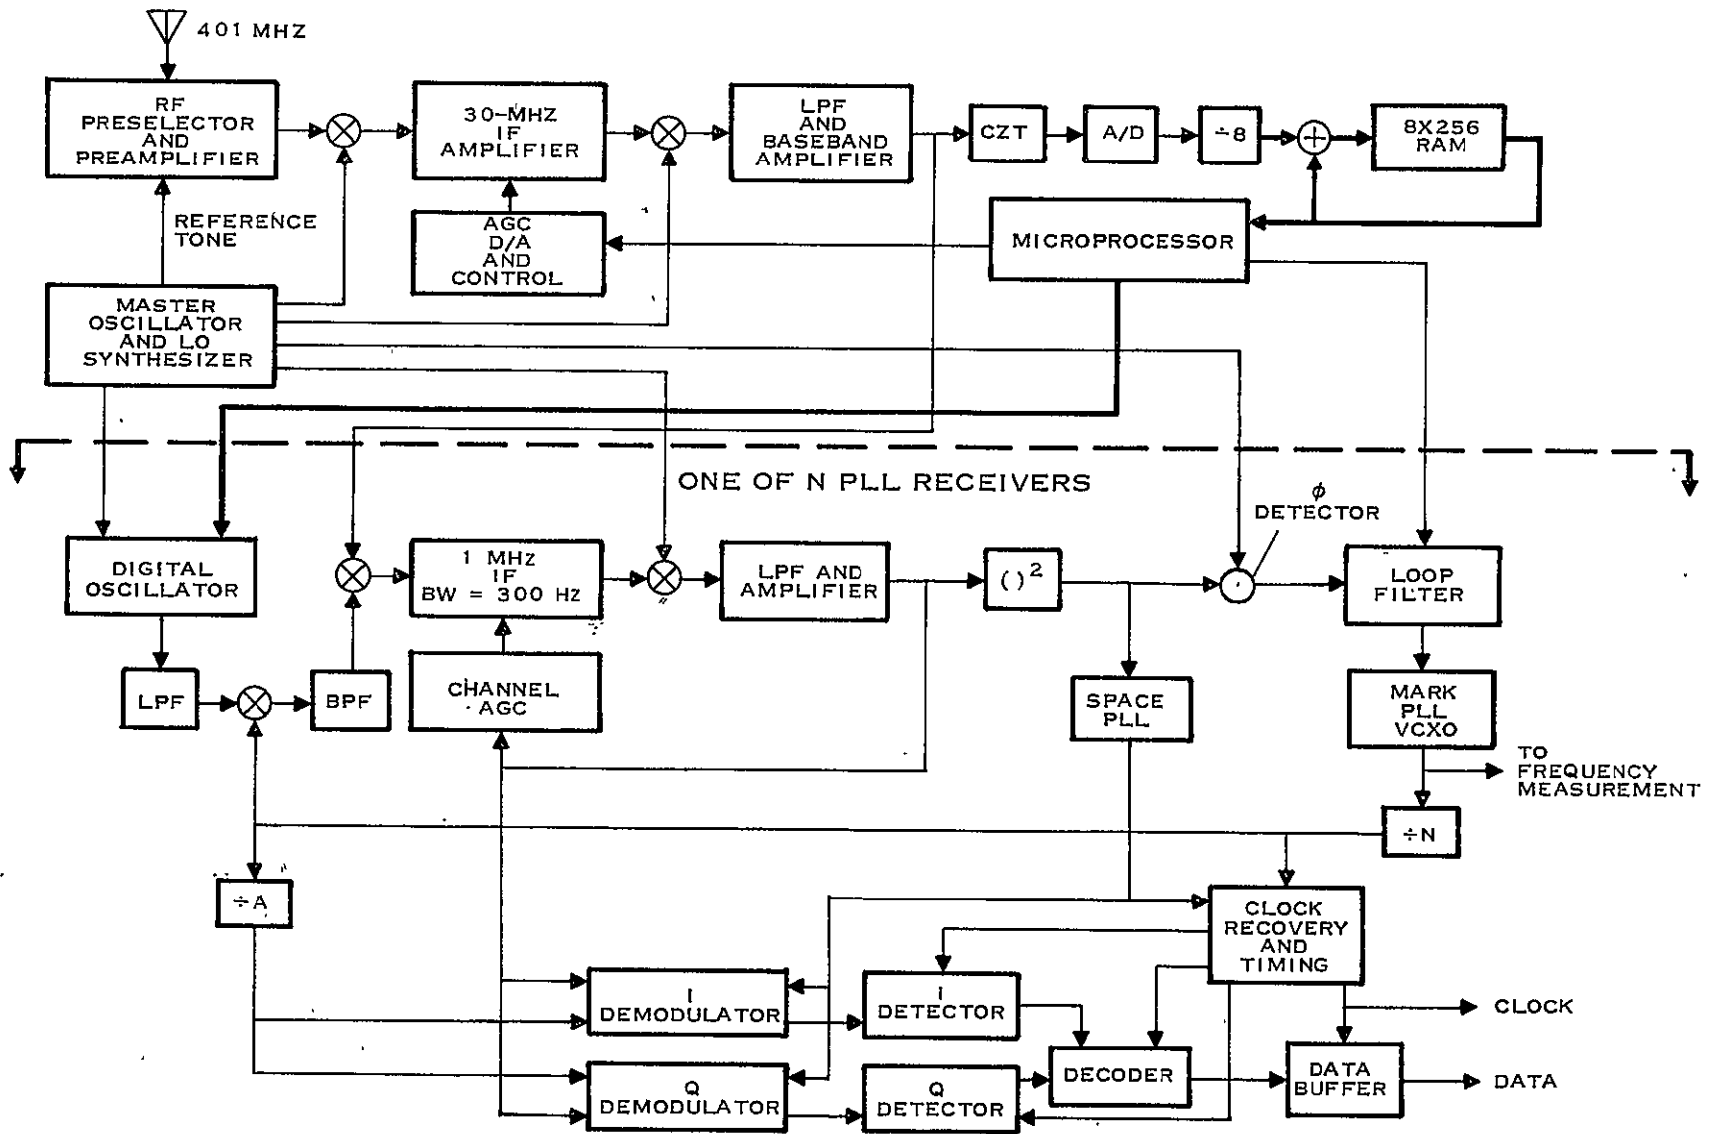 401 MHZ
RF
PRESELECTOR
AND
PREAMPLIFIER
30-MHZ
IF
AMPLIFIER
LPF
AND
BASEBAND
AMPLIFIER
CZT
A/D
÷8
+
8X256
RAM
REFERENCE
TONE
AGC
D/A
AND
CONTROL
MICROPROCESSOR
MASTER
OSCILLATOR
AND LO
SYNTHESIZER
ONE OF N PLL RECEIVERS
ϕ
DETECTOR
DIGITAL
OSCILLATOR
1 MHZ
IF
BW = 300 Hz
LPF AND
AMPLIFIER
()²
LOOP
FILTER
LPF
BPF
CHANNEL
AGC
SPACE
PLL
MARK
PLL
VCXO
TO
FREQUENCY
MEASUREMENT
÷N
÷A
CLOCK
RECOVERY
AND
TIMING
I
DEMODULATOR
I
DETECTOR
CLOCK
Q
DEMODULATOR
Q
DETECTOR
DECODER
DATA
BUFFER
DATA